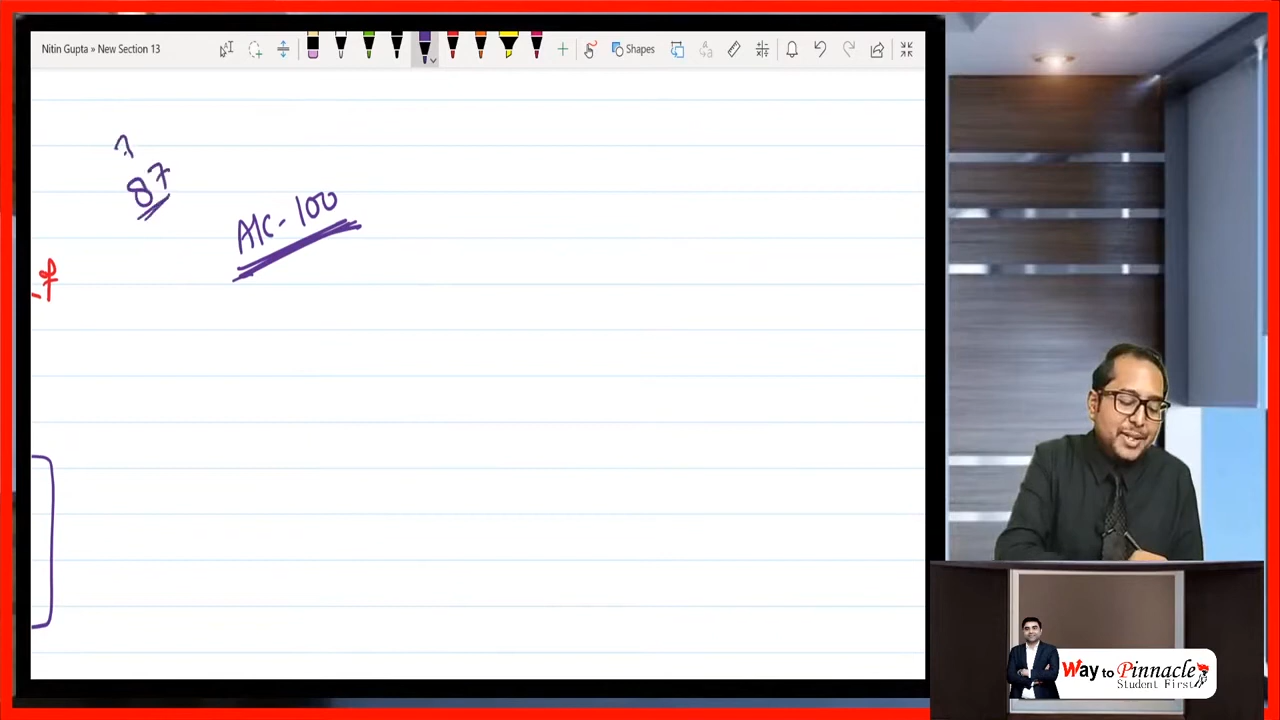 Nitin Gupta » New Section 13
Shapes
?
87
A/C - 100
Way to Pinnacle
Student First